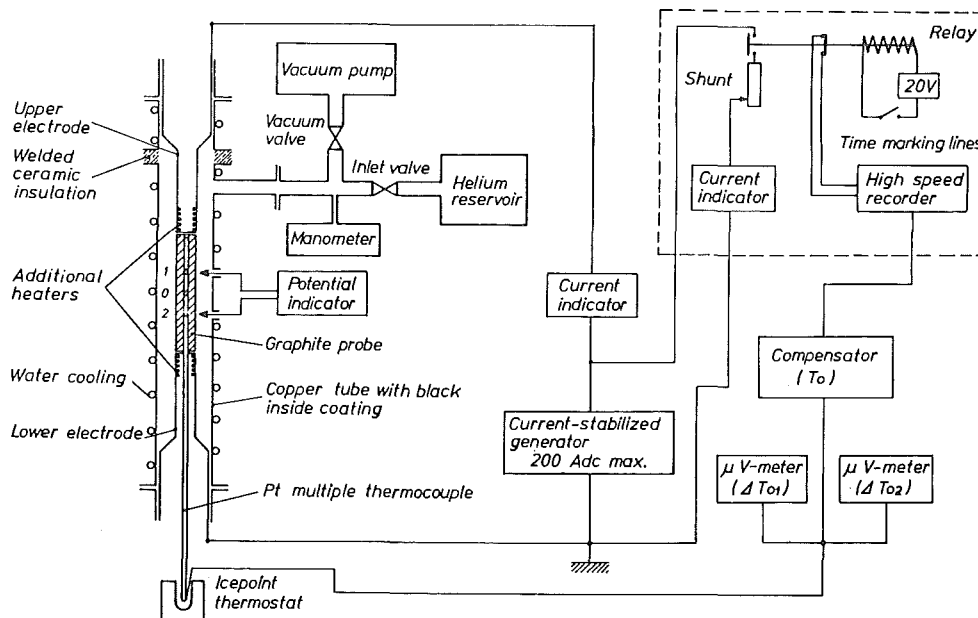 Upper
electrode
Welded
ceramic
insulation
Additional
heaters
Water cooling
Lower electrode
1
0
2
Vacuum pump
Vacuum
valve
Inlet valve
Helium
reservoir
Manometer
Potential
indicator
Graphite probe
Copper tube with black
inside coating
Pt multiple thermocouple
Icepoint
thermostat
Current
indicator
Current-stabilized
generator
200 Adc max.
Relay
Shunt
20V
Time marking lines
Current
indicator
High speed
recorder
Compensator
(To)
μ V-meter
(Δ To1)
μ V-meter
(Δ To2)